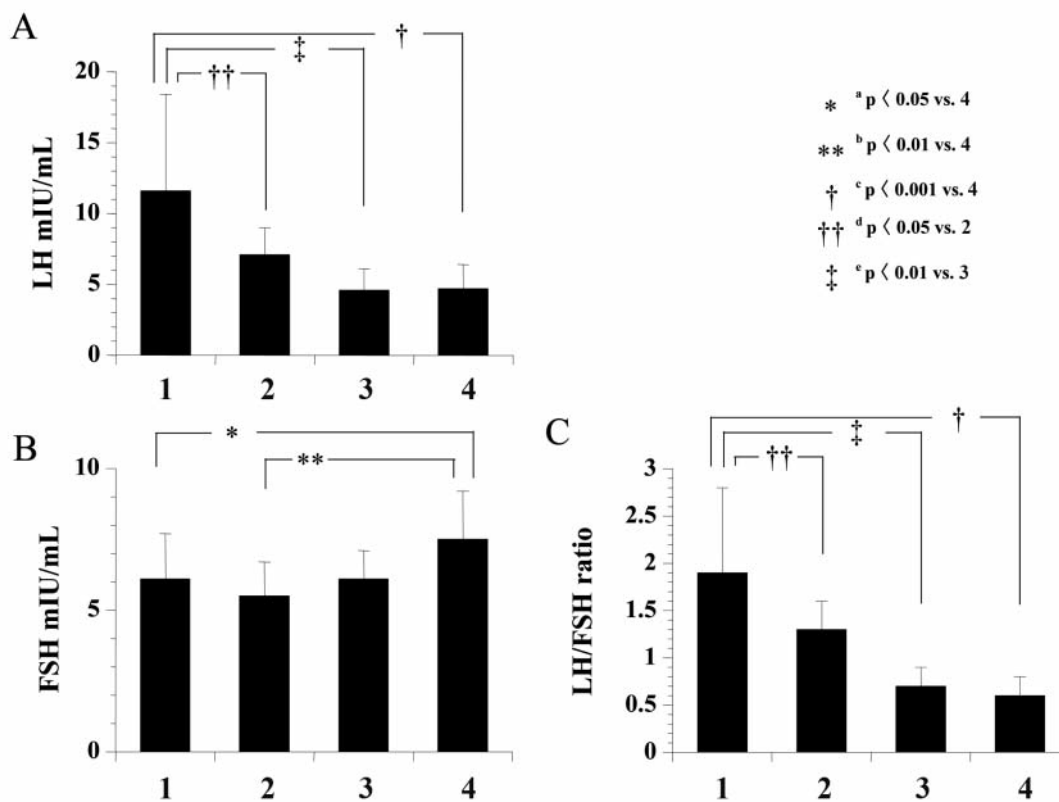 A
† 
‡
††
LH mIU/mL
20
15
10
5
0
1 2 3 4
* a p < 0.05 vs. 4
** b p < 0.01 vs. 4
† c p < 0.001 vs. 4
†† d p < 0.05 vs. 2
‡ e p < 0.01 vs. 3
B
*
**
FSH mIU/mL
10
5
0
1 2 3 4
C
†
‡
††
LH/FSH ratio
3
2.5
2
1.5
1
0.5
0
1 2 3 4